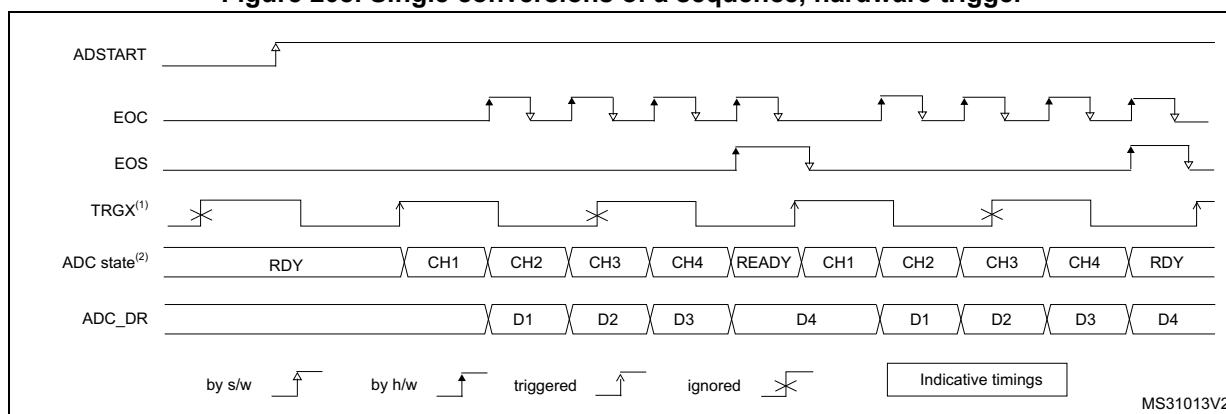 Figure 203. Single conversions of a sequence, hardware trigger
ADSTART
EOC
EOS
TRGX(1)
ADC state(2) RDY CH1 CH2 CH3 CH4 READY CH1 CH2 CH3 CH4 RDY
ADC_DR D1 D2 D3 D4 D1 D2 D3 D4
by s/w by h/w triggered ignored Indicative timings
MS31013V2